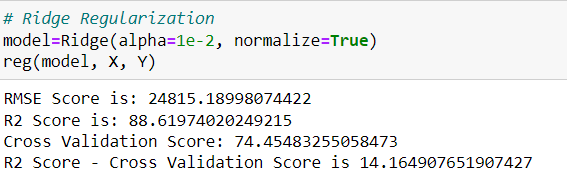 # Ridge Regularization
model=Ridge(alpha=1e-2, normalize=True)
reg(model, X, Y)
RMSE Score is: 24815.18998074422
R2 Score is: 88.61974020249215
Cross Validation Score: 74.45483255058473
R2 Score - Cross Validation Score is 14.164907651907427